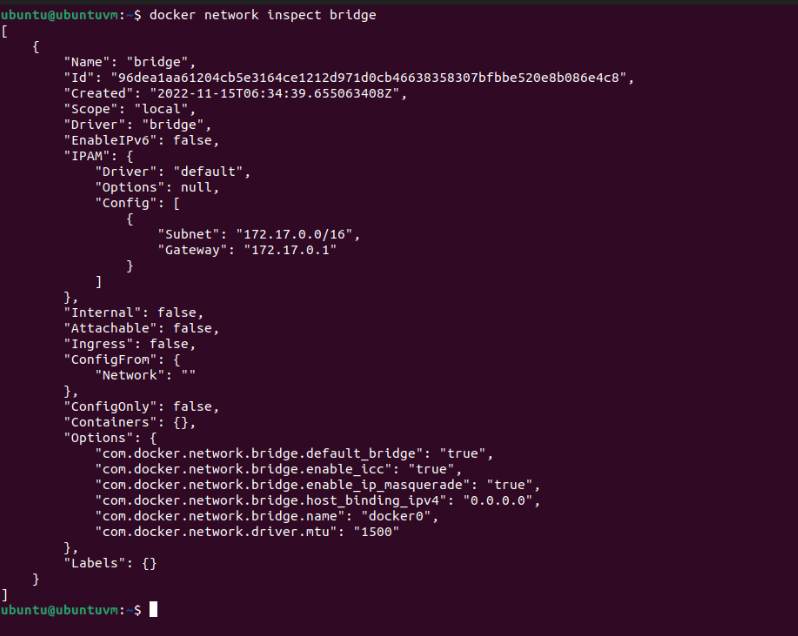 ubuntu@ubuntuvm:~$ docker network inspect bridge
[
    {
        "Name": "bridge",
        "Id": "96dea1aa61204cb5e3164ce1212d971d0cb46638358307bfbbe520e8b086e4c8",
        "Created": "2022-11-15T06:34:39.655063408Z",
        "Scope": "local",
        "Driver": "bridge",
        "EnableIPv6": false,
        "IPAM": {
            "Driver": "default",
            "Options": null,
            "Config": [
                {
                    "Subnet": "172.17.0.0/16",
                    "Gateway": "172.17.0.1"
                }
            ]
        },
        "Internal": false,
        "Attachable": false,
        "Ingress": false,
        "ConfigFrom": {
            "Network": ""
        },
        "ConfigOnly": false,
        "Containers": {},
        "Options": {
            "com.docker.network.bridge.default_bridge": "true",
            "com.docker.network.bridge.enable_icc": "true",
            "com.docker.network.bridge.enable_ip_masquerade": "true",
            "com.docker.network.bridge.host_binding_ipv4": "0.0.0.0",
            "com.docker.network.bridge.name": "docker0",
            "com.docker.network.driver.mtu": "1500"
        },
        "Labels": {}
    }
]
ubuntu@ubuntuvm:~$